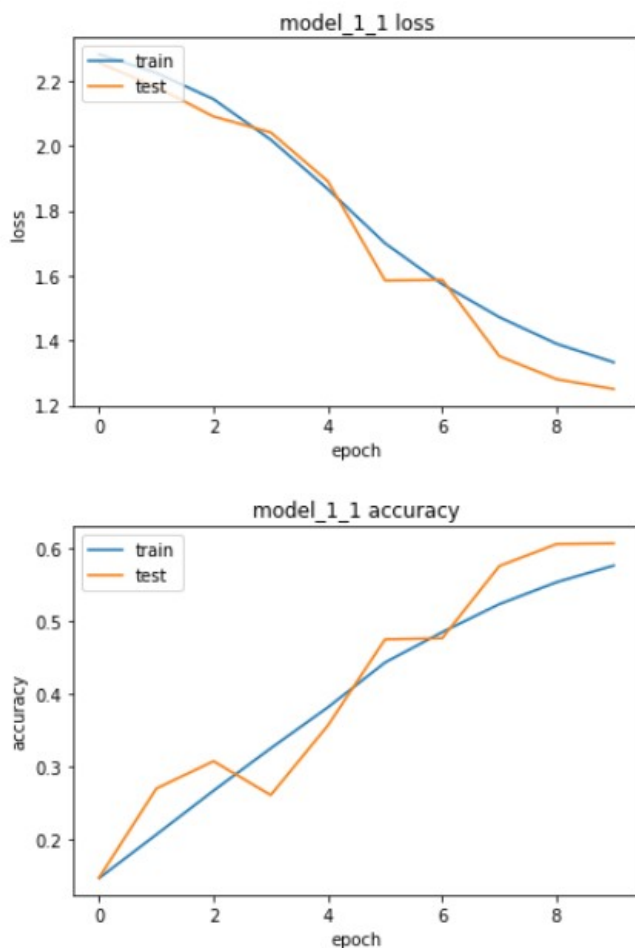 model_1_1 loss
train
test
2.2
2.0
1.8
1.6
1.4
1.2
loss
0 2 4 6 8
epoch
model_1_1 accuracy
train
test
0.6
0.5
0.4
0.3
0.2
accuracy
0 2 4 6 8
epoch